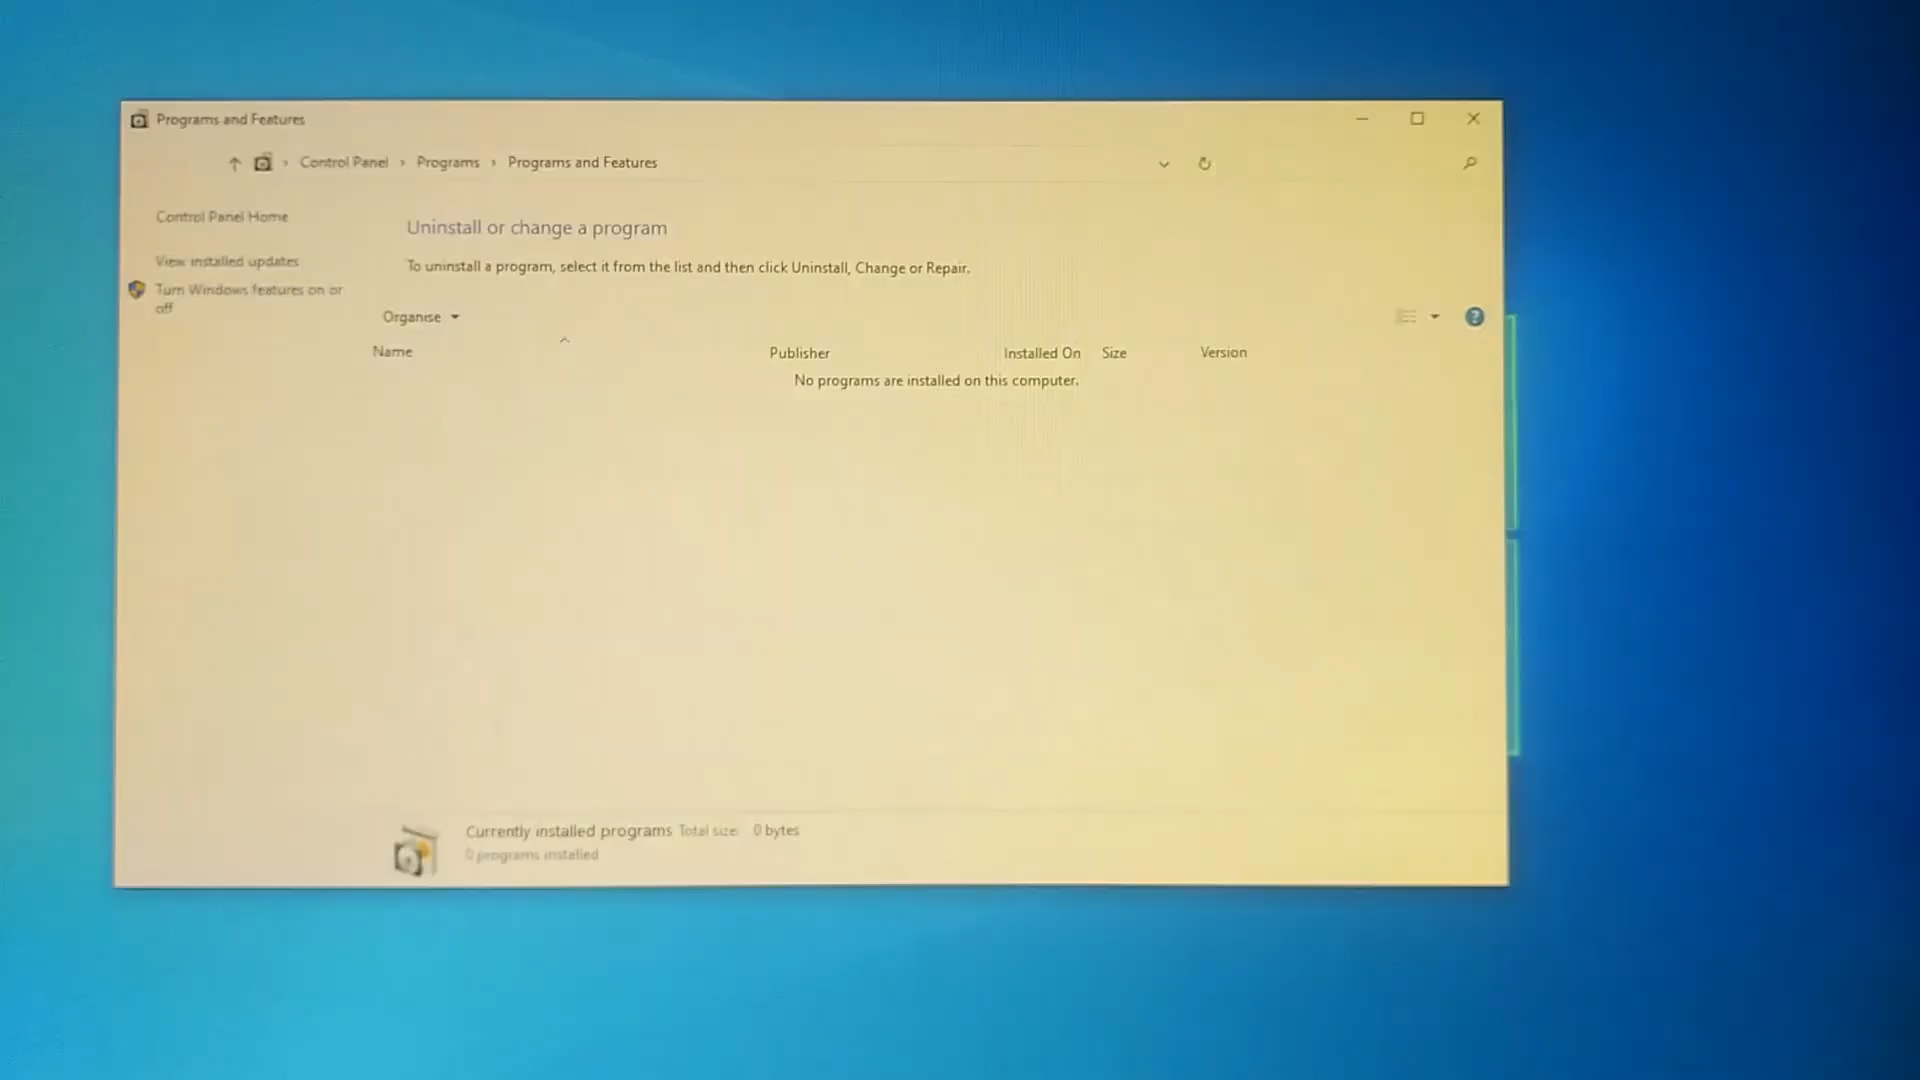 Programs and Features
Control Panel › Programs › Programs and Features
Control Panel Home
View installed updates
Turn Windows features on or
off
Uninstall or change a program
To uninstall a program, select it from the list and then click Uninstall, Change or Repair.
Organise
?
Name Publisher Installed On Size Version
No programs are installed on this computer.
Currently installed programs Total size: 0 bytes
0 programs installed